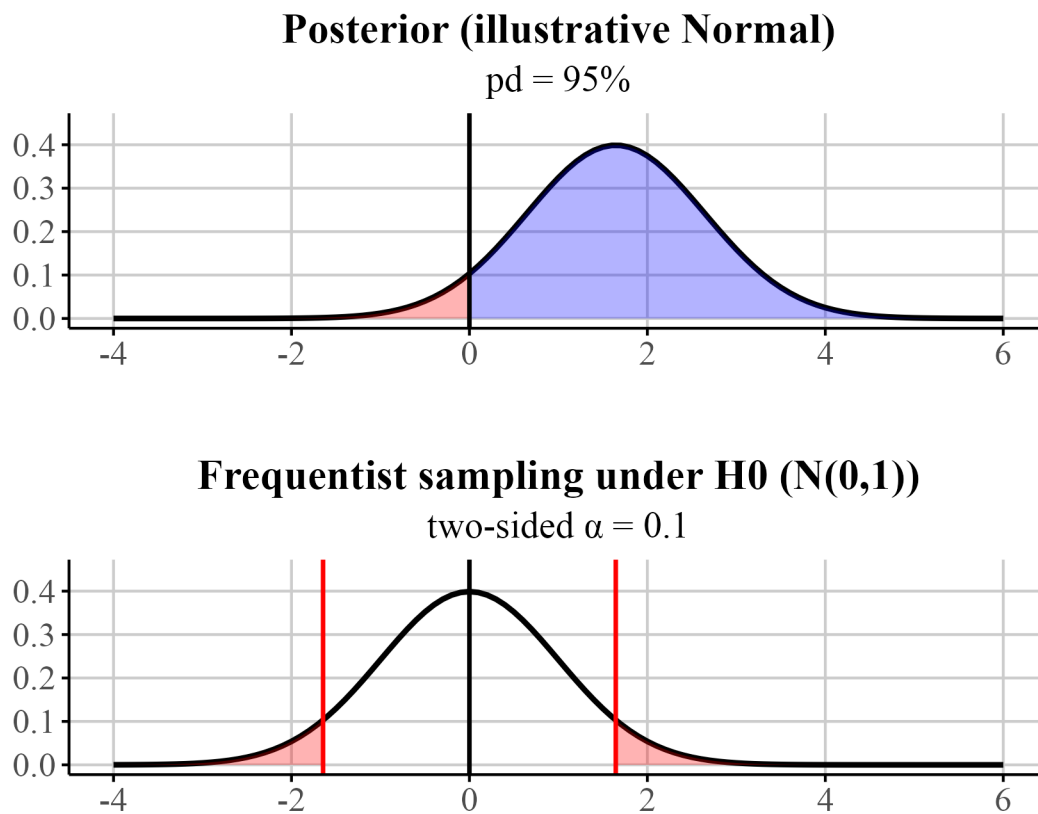 Posterior (illustrative Normal)
pd = 95%
0.4
0.3
0.2
0.1
0.0
-4 -2 0 2 4 6
Frequentist sampling under H0 (N(0,1))
two-sided α = 0.1
0.4
0.3
0.2
0.1
0.0
-4 -2 0 2 4 6